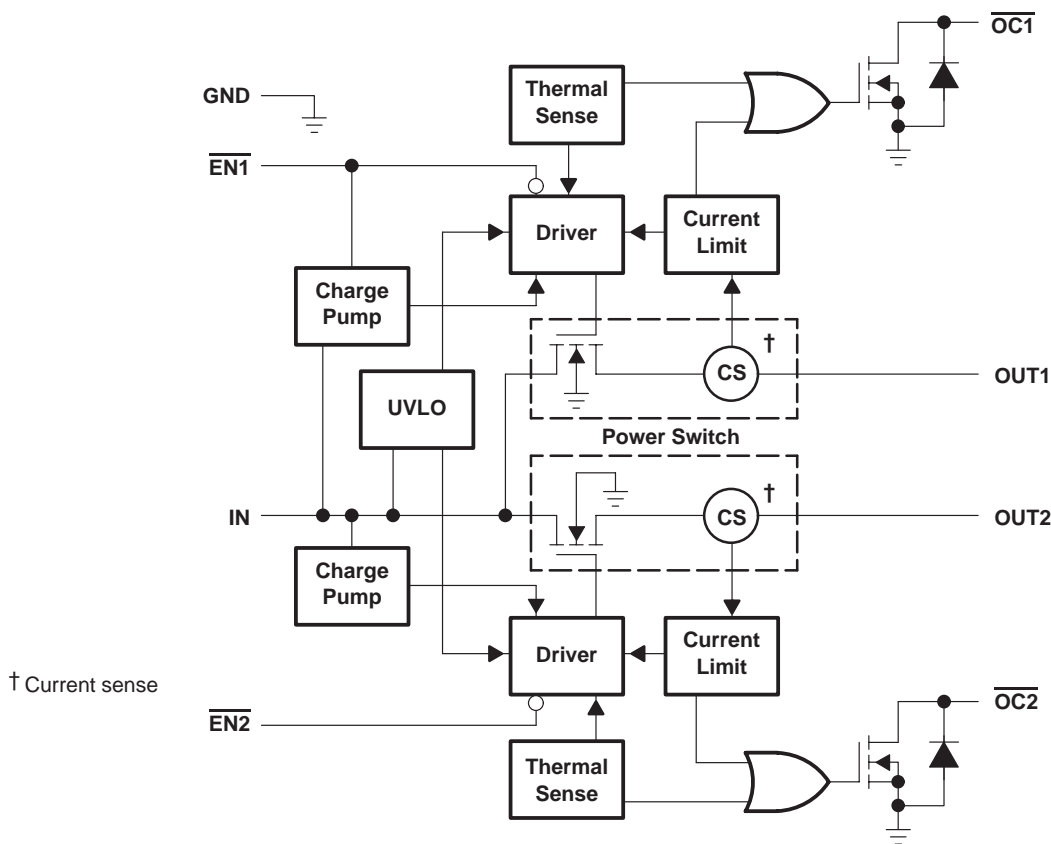 OC1
Thermal
Sense
GND
EN1
Driver
Current
Limit
Charge
Pump
†
CS
OUT1
UVLO
Power Switch
†
IN
CS
OUT2
Charge
Pump
Driver
Current
Limit
† Current sense
OC2
EN2
Thermal
Sense